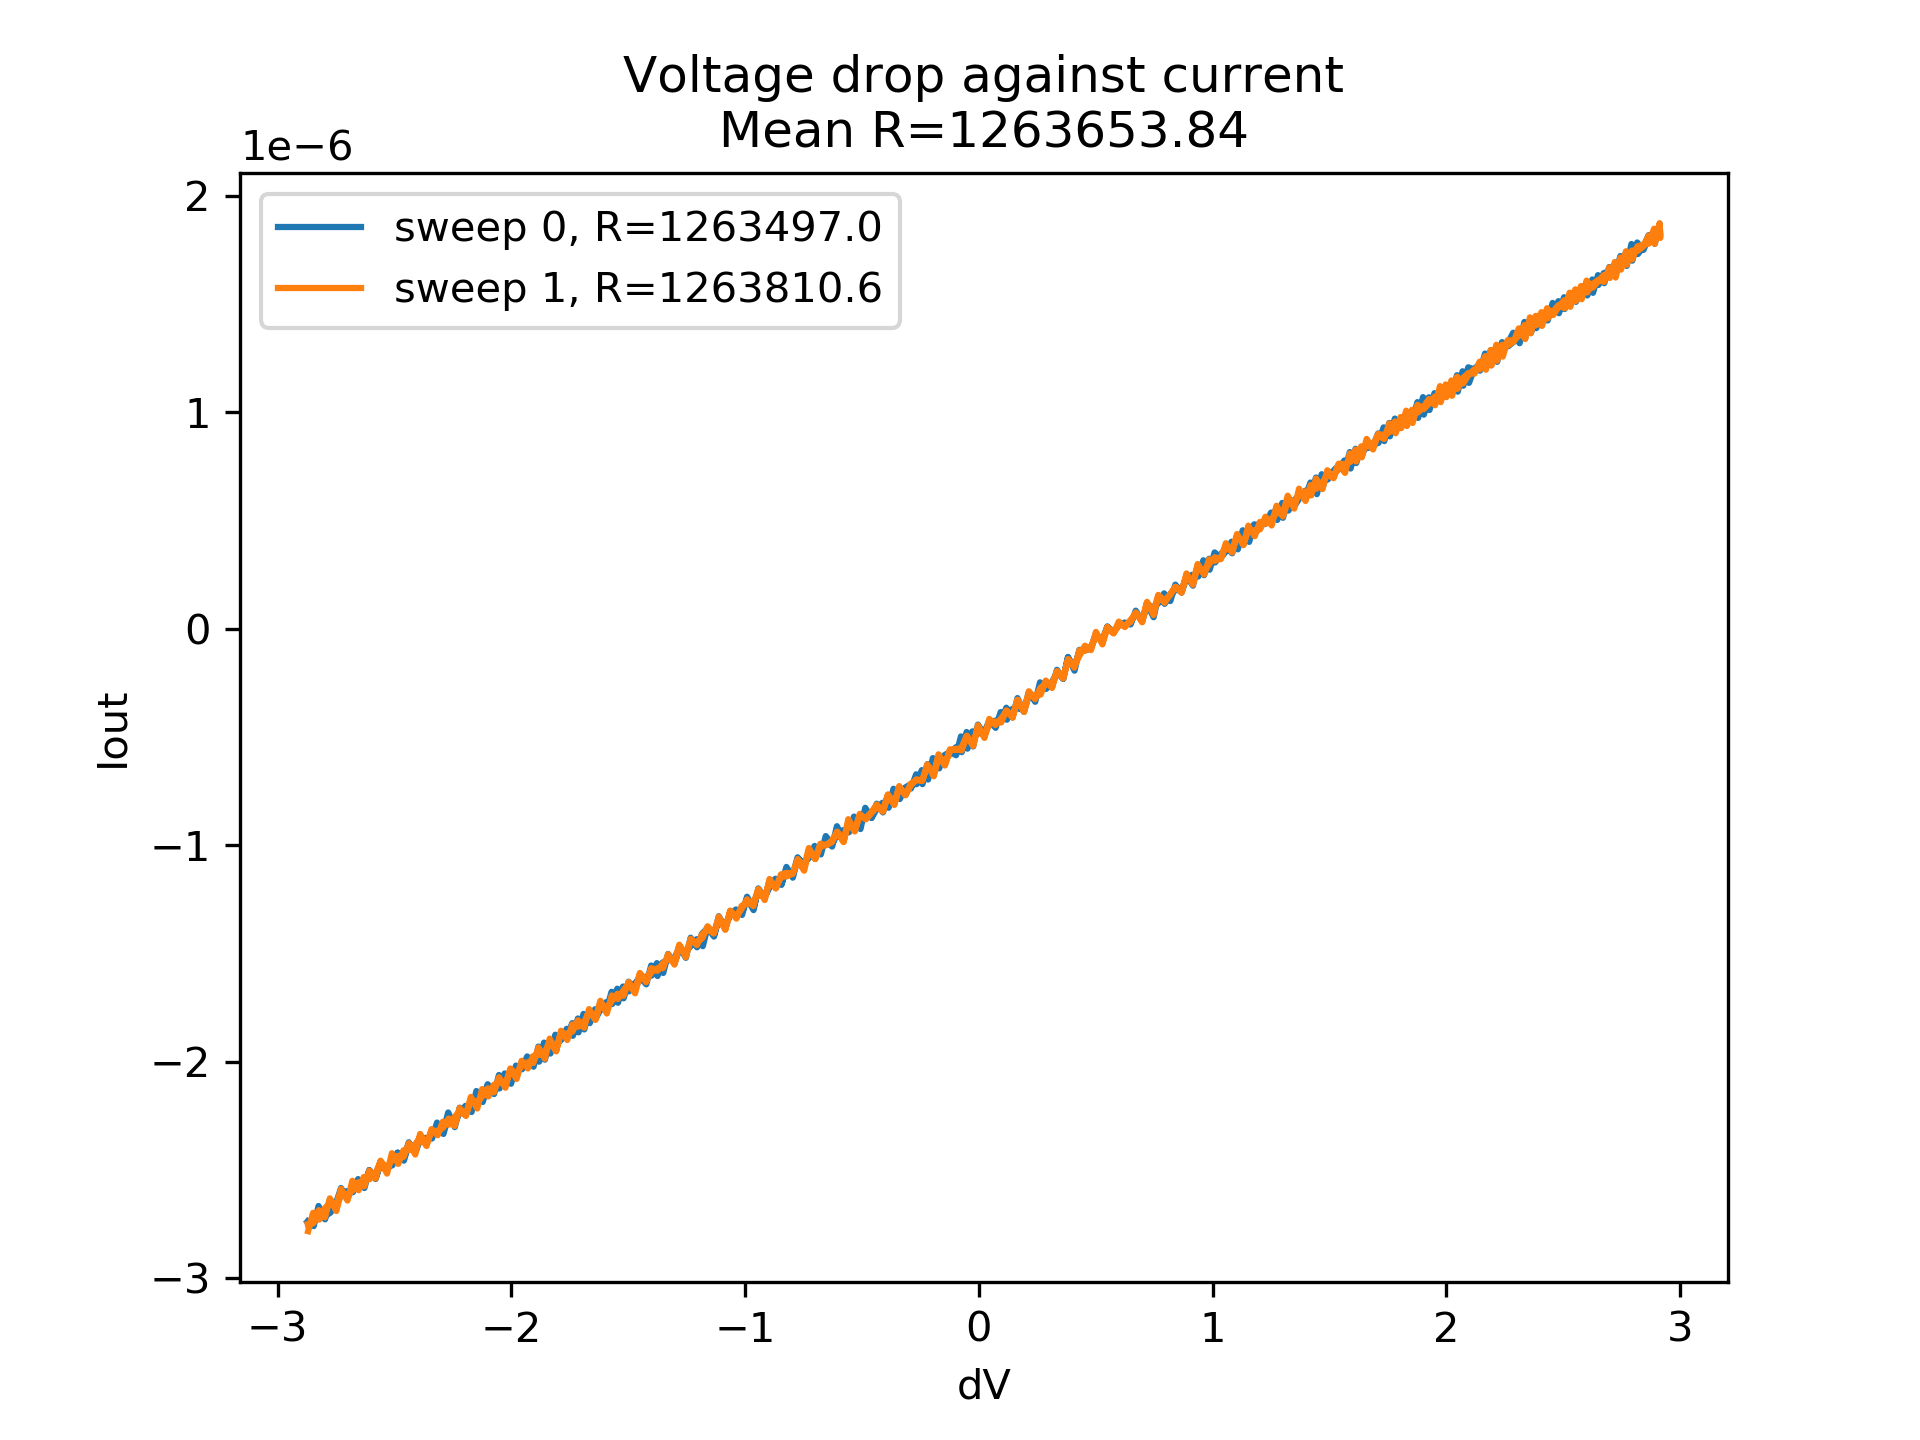 Voltage drop against current
Mean R=1263653.84
1e−6
sweep 0, R=1263497.0
sweep 1, R=1263810.6
2
1
0
−1
−2
−3
Iout
−3 −2 −1 0 1 2 3
dV